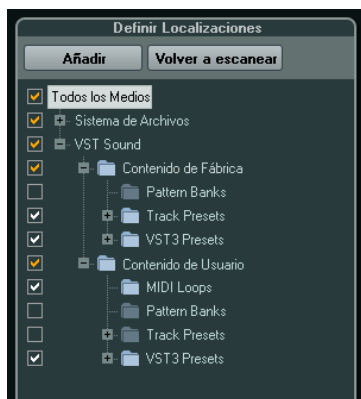 Definir Localizaciones
Añadir Volver a escanear
Todos los Medios
Sistema de Archivos
VST Sound
Contenido de Fábrica
Pattern Banks
Track Presets
VST3 Presets
Contenido de Usuario
MIDI Loops
Pattern Banks
Track Presets
VST3 Presets